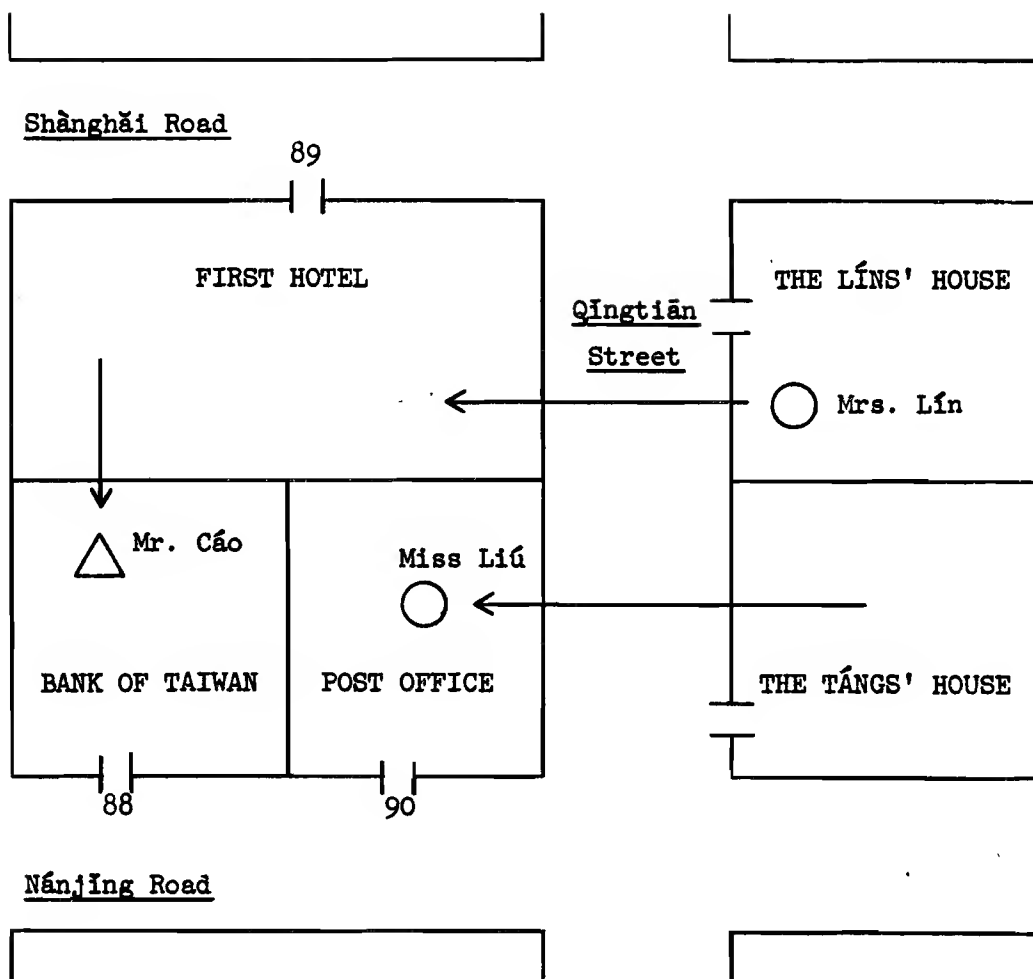 Shànghǎi Road
89
FIRST HOTEL
THE LÍNS' HOUSE
Qīngtiān
Street
Mrs. Lín
Mr. Cáo
Miss Liú
BANK OF TAIWAN
POST OFFICE
THE TÁNGS' HOUSE
88
90
Nánjīng Road